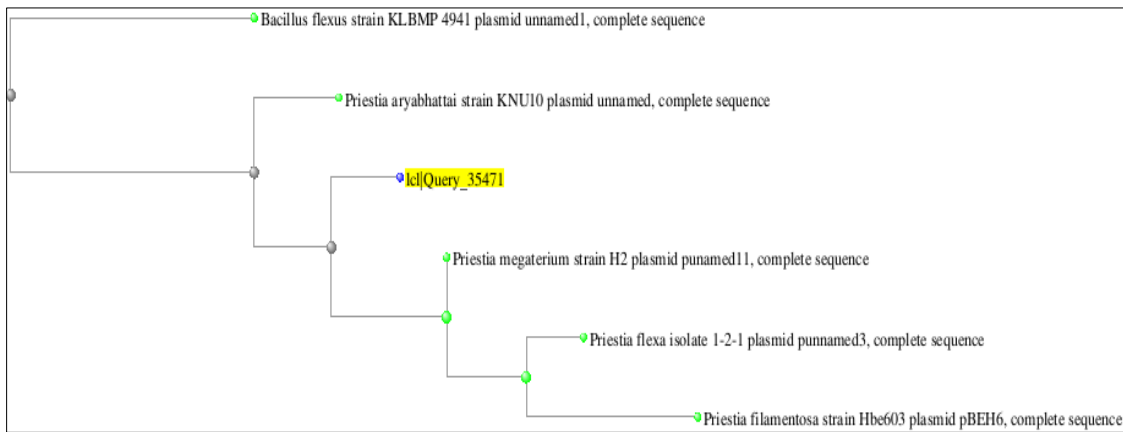 Bacillus flexus strain KLBMP 4941 plasmid unnamed1, complete sequence
Priestia aryabhattai strain KNU10 plasmid unnamed, complete sequence
lcl|Query_35471
Priestia megaterium strain H2 plasmid punamed11, complete sequence
Priestia flexa isolate 1-2-1 plasmid punnamed3, complete sequence
Priestia filamentosa strain Hbe603 plasmid pBEH6, complete sequence